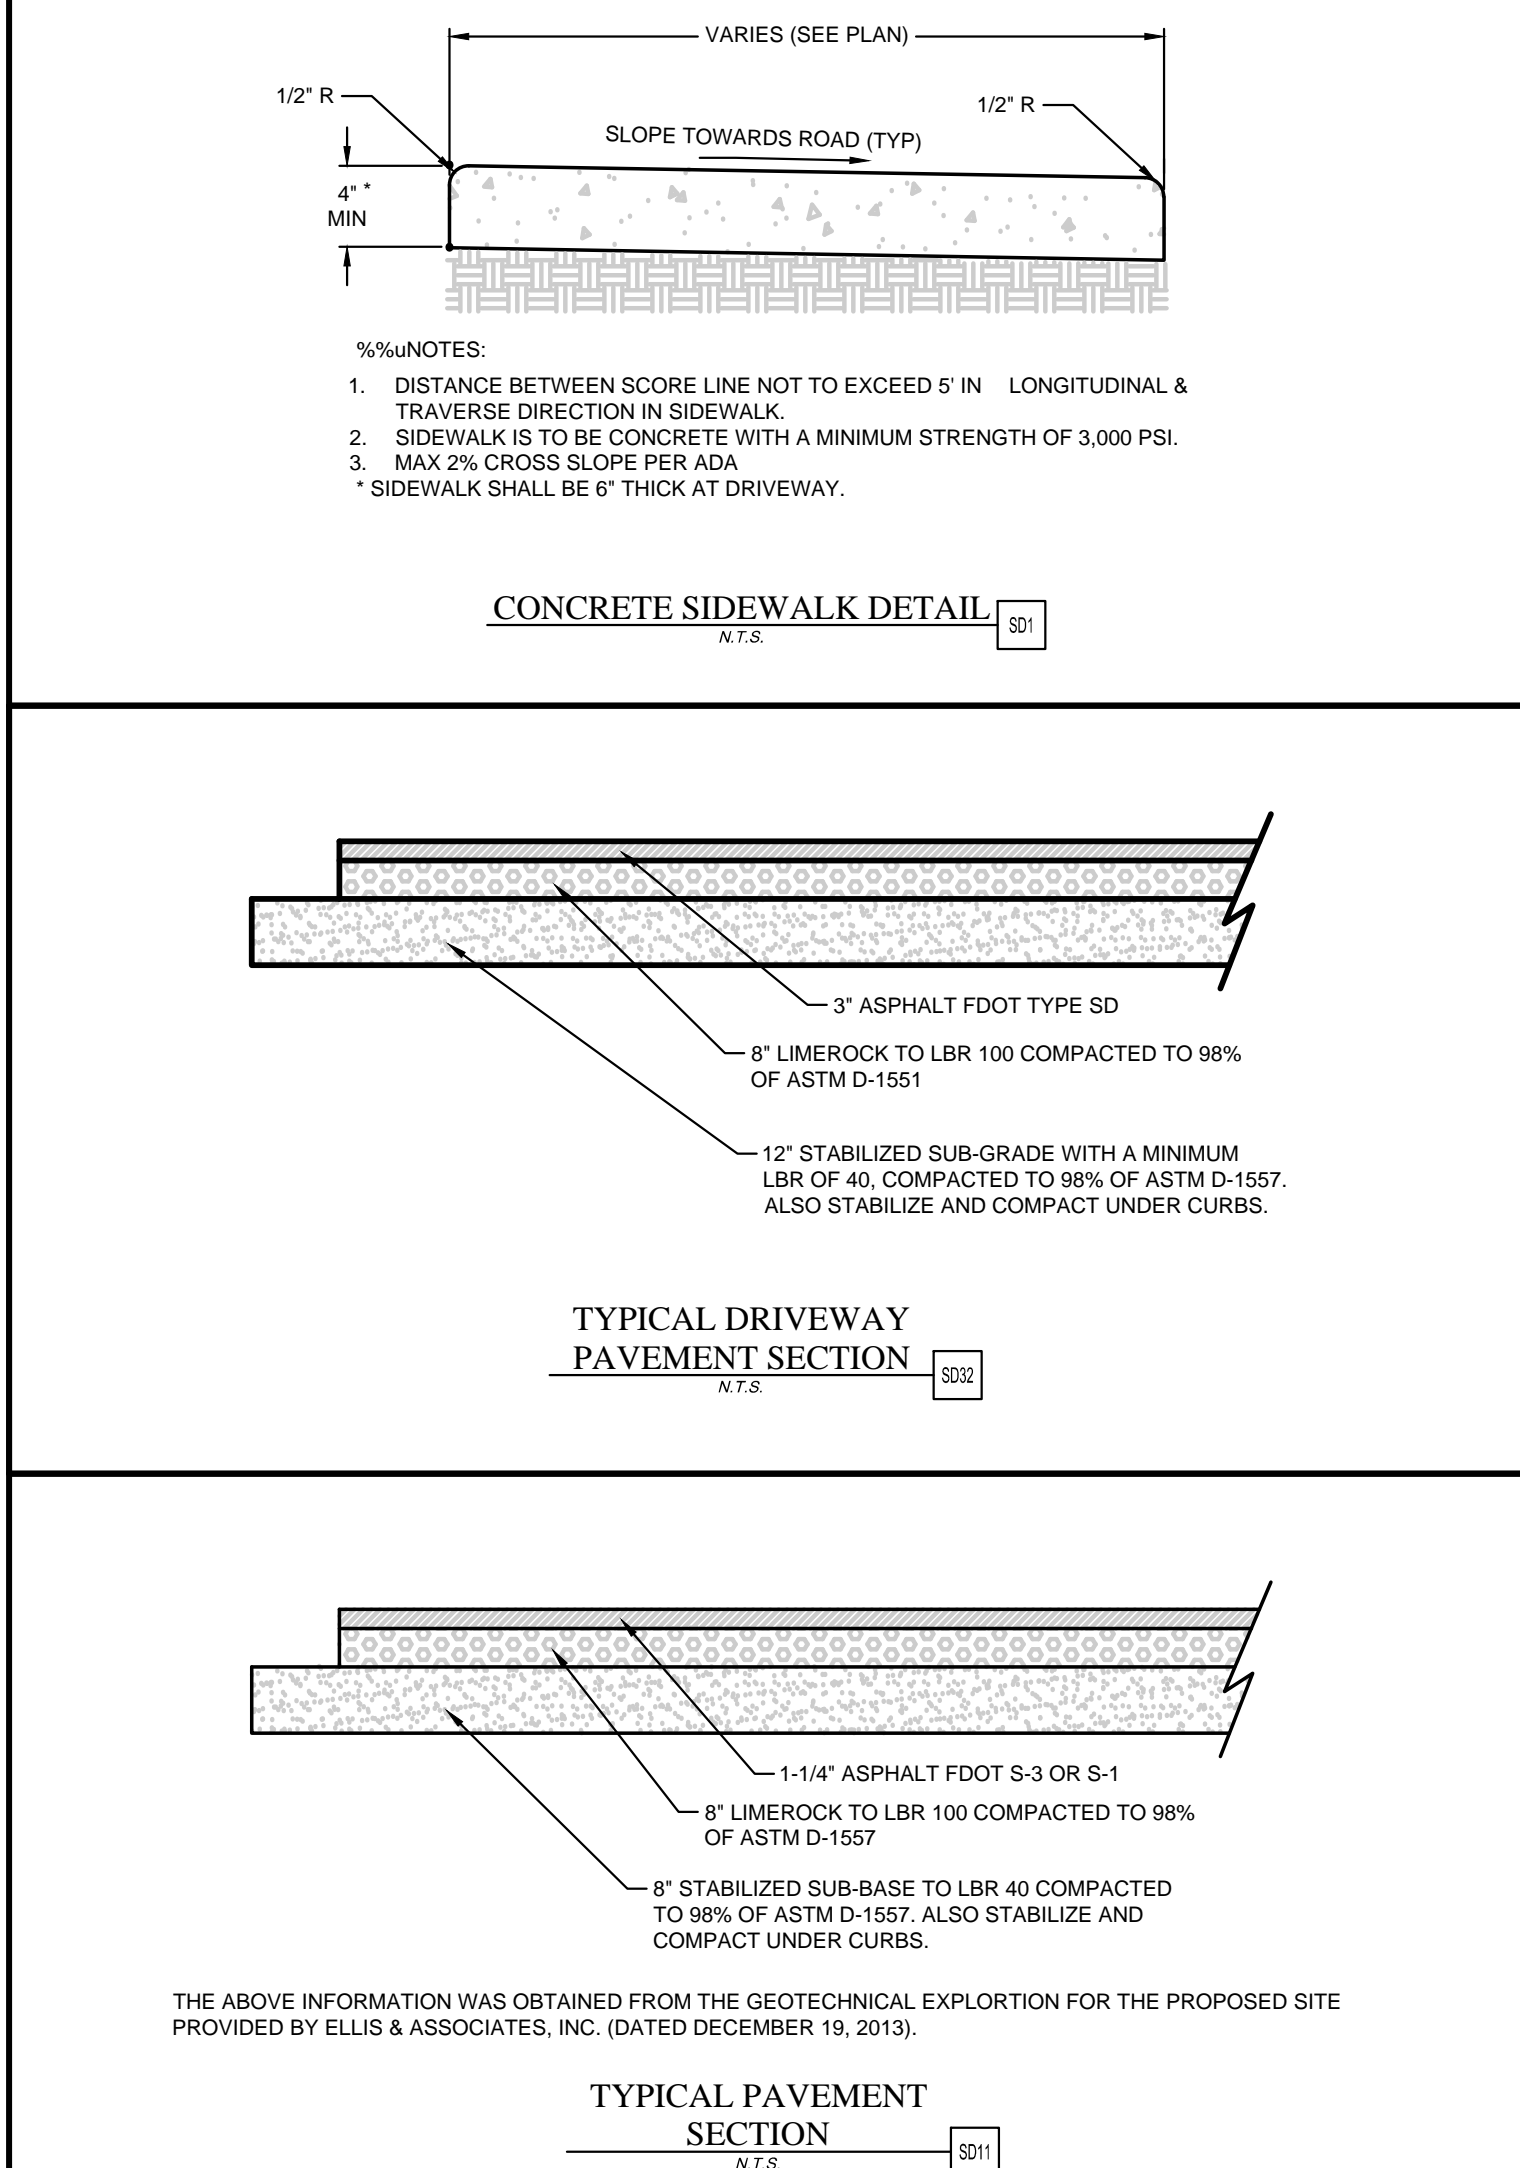 VARIES (SEE PLAN)
1/2" R
1/2" R
SLOPE TOWARDS ROAD (TYP)
4" *
MIN
%%uNOTES:
1. DISTANCE BETWEEN SCORE LINE NOT TO EXCEED 5' IN LONGITUDINAL &
TRAVERSE DIRECTION IN SIDEWALK.
2. SIDEWALK IS TO BE CONCRETE WITH A MINIMUM STRENGTH OF 3,000 PSI.
3. MAX 2% CROSS SLOPE PER ADA
* SIDEWALK SHALL BE 6" THICK AT DRIVEWAY.
CONCRETE SIDEWALK DETAIL
SD1
N.T.S.
3" ASPHALT FDOT TYPE SD
8" LIMEROCK TO LBR 100 COMPACTED TO 98%
OF ASTM D-1551
12" STABILIZED SUB-GRADE WITH A MINIMUM
LBR OF 40, COMPACTED TO 98% OF ASTM D-1557.
ALSO STABILIZE AND COMPACT UNDER CURBS.
TYPICAL DRIVEWAY
PAVEMENT SECTION
SD32
N.T.S.
1-1/4" ASPHALT FDOT S-3 OR S-1
8" LIMEROCK TO LBR 100 COMPACTED TO 98%
OF ASTM D-1557
8" STABILIZED SUB-BASE TO LBR 40 COMPACTED
TO 98% OF ASTM D-1557. ALSO STABILIZE AND
COMPACT UNDER CURBS.
THE ABOVE INFORMATION WAS OBTAINED FROM THE GEOTECHNICAL EXPLORTION FOR THE PROPOSED SITE
PROVIDED BY ELLIS & ASSOCIATES, INC. (DATED DECEMBER 19, 2013).
TYPICAL PAVEMENT
SECTION
SD11
N.T.S.